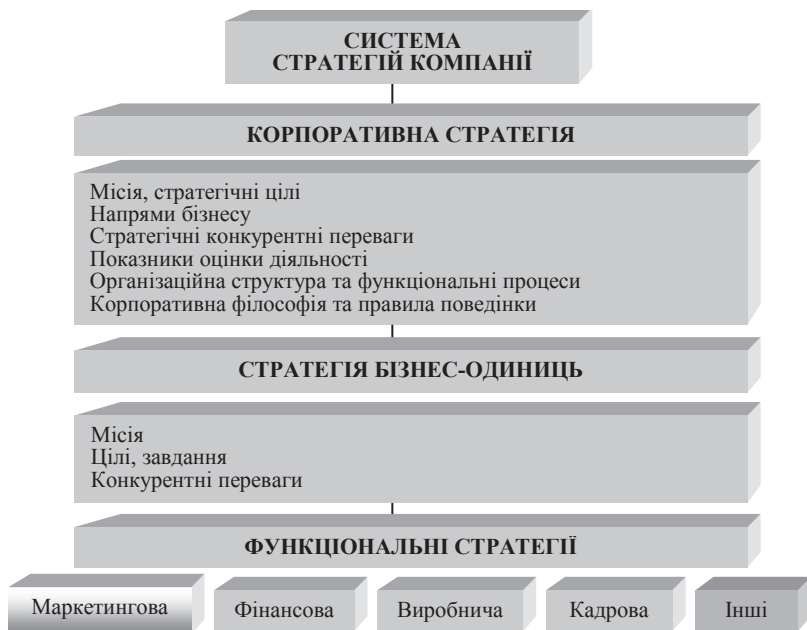 СИСТЕМА
СТРАТЕГІЙ КОМПАНІЇ
КОРПОРАТИВНА СТРАТЕГІЯ
Місія, стратегічні цілі
Напрями бізнесу
Стратегічні конкурентні переваги
Показники оцінки діяльності
Організаційна структура та функціональні процеси
Корпоративна філософія та правила поведінки
СТРАТЕГІЯ БІЗНЕС-ОДИНИЦЬ
Місія
Цілі, завдання
Конкурентні переваги
ФУНКЦІОНАЛЬНІ СТРАТЕГІЇ
Маркетингова Фінансова Виробнича Кадрова Інші